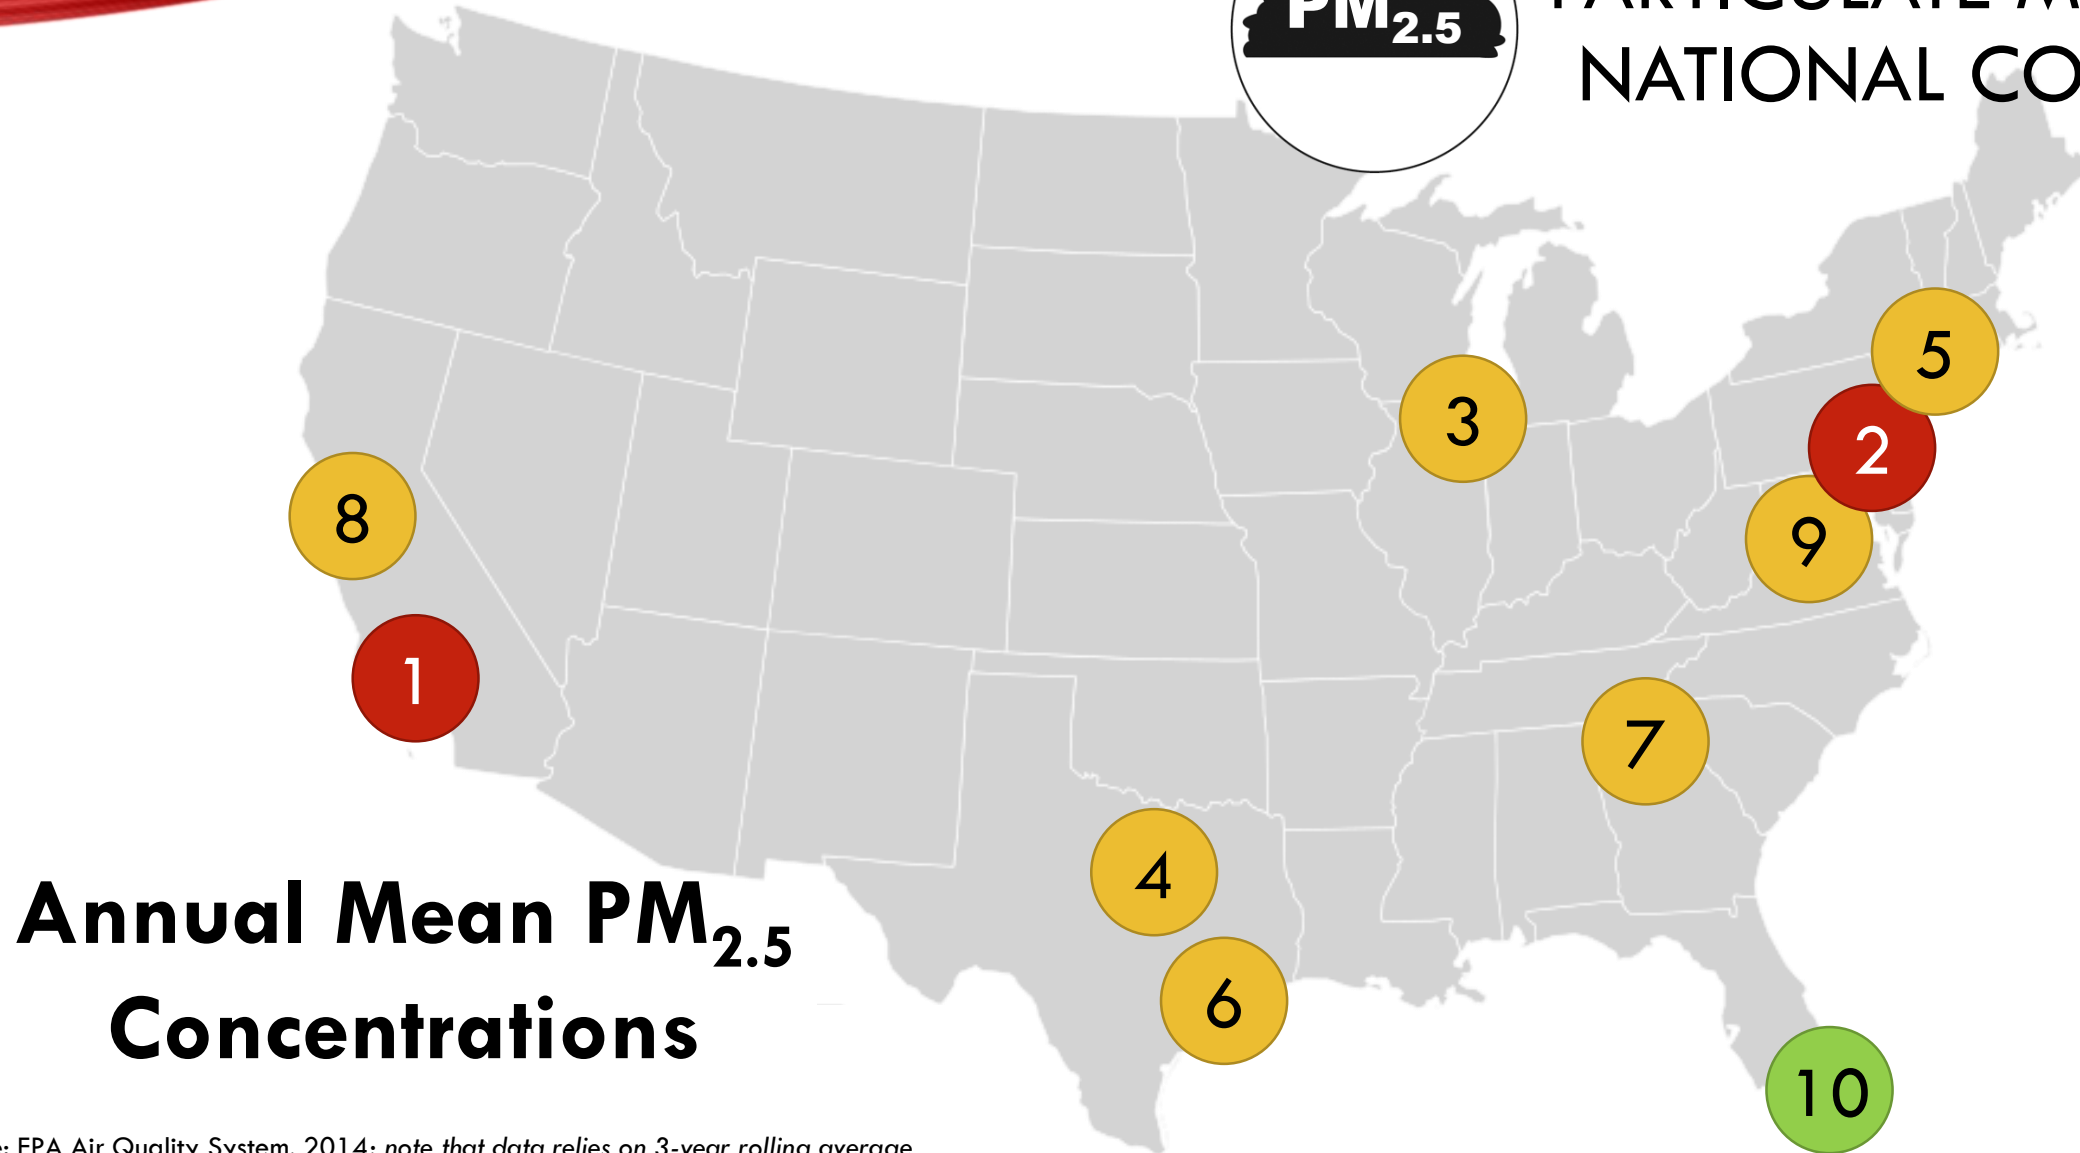 PM2.5
PARTICULATE M
NATIONAL CO
5
3
2
8
9
1
7
4
6
10
Annual Mean PM2.5
Concentrations
: EPA Air Quality System, 2014; note that data relies on 3-year rolling average